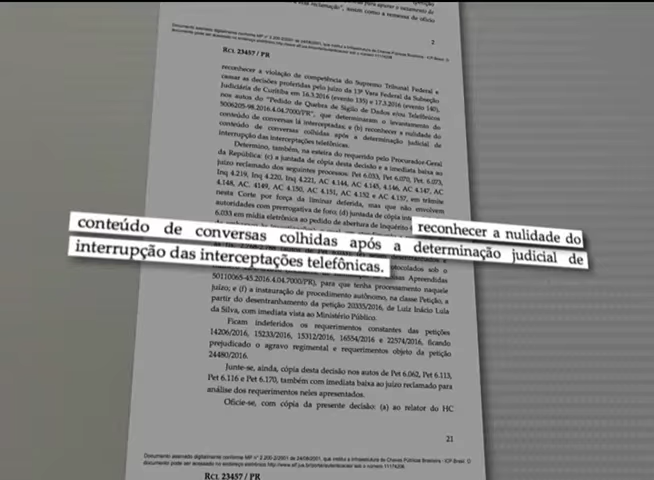 2
RCL 23457 / PR
reconhecer a violação de competência do Supremo Tribunal Federal e
cassar as decisões proferidas pelo juízo da 13ª Vara Federal da Subseção
Judiciária de Curitiba em 16.3.2016 (evento 135) e 17.3.2016 (evento 140),
nos autos do "Pedido de Quebra de Sigilo de Dados e/ou Telefônicos
5006205-98.2016.4.04.7000/PR", que determinaram o levantamento do
conteúdo de conversas lá interceptadas; e (b) reconhecer a nulidade do
conteúdo de conversas colhidas após a determinação judicial de
interrupção das interceptações telefônicas.
Determino, também, na esteira do requerido pelo Procurador-Geral
da República: (c) a juntada de cópia desta decisão e a imediata baixa ao
juízo reclamado dos seguintes processos: Pet 6.033, Pet 6.070, Pet 6.073,
Inq 4.219, Inq 4.220, Inq 4.221, AC 4.144, AC 4.145, 4.146, AC 4.147, AC
4.148, AC. 4149, AC 4.150, AC 4.151, AC 4.152 e AC 4.157, em trâmite
nesta Corte por força da liminar deferida, mas que não envolvem
autoridades com prerrogativa de foro; (d) juntada de cópia
6.033 em mídia eletrônica ao pedido de abertura de inquérito
reconhecer a nulidade do
conteúdo de conversas colhidas após a determinação judicial de
interrupção das interceptações telefônicas.
o
Apreendidas
50110065-45.2016.4.04.7000/PR), para que tenha processamento naquele
juízo; e (f) a instauração de procedimento autônomo, na classe Petição, a
partir do desentranhamento da petição 20335/2016, de Luiz Inácio Lula
da Silva, com imediata vista ao Ministério Público.
Ficam indeferidos os requerimentos constantes das petições
14206/2016, 15233/2016, 15312/2016, 16554/2016 e 22574/2016, ficando
prejudicado o agravo regimental e requerimentos objeto da petição
24480/2016.
Junte-se, ainda, cópia desta decisão nos autos de Pet 6.062, Pet 6.113,
Pet 6.116 e Pet 6.170, também com imediata baixa ao juízo reclamado para
análise dos requerimentos neles apresentados.
Oficie-se, com cópia da presente decisão: (a) ao relator do HC
21
Documento assinado digitalmente conforme MP n° 2.200-2/2001 de 24/08/2001, que institui a Infraestrutura de Chaves Públicas Brasileira - ICP-Brasil. O
documento pode ser acessado no endereço eletrônico
RCL 23457 / PR